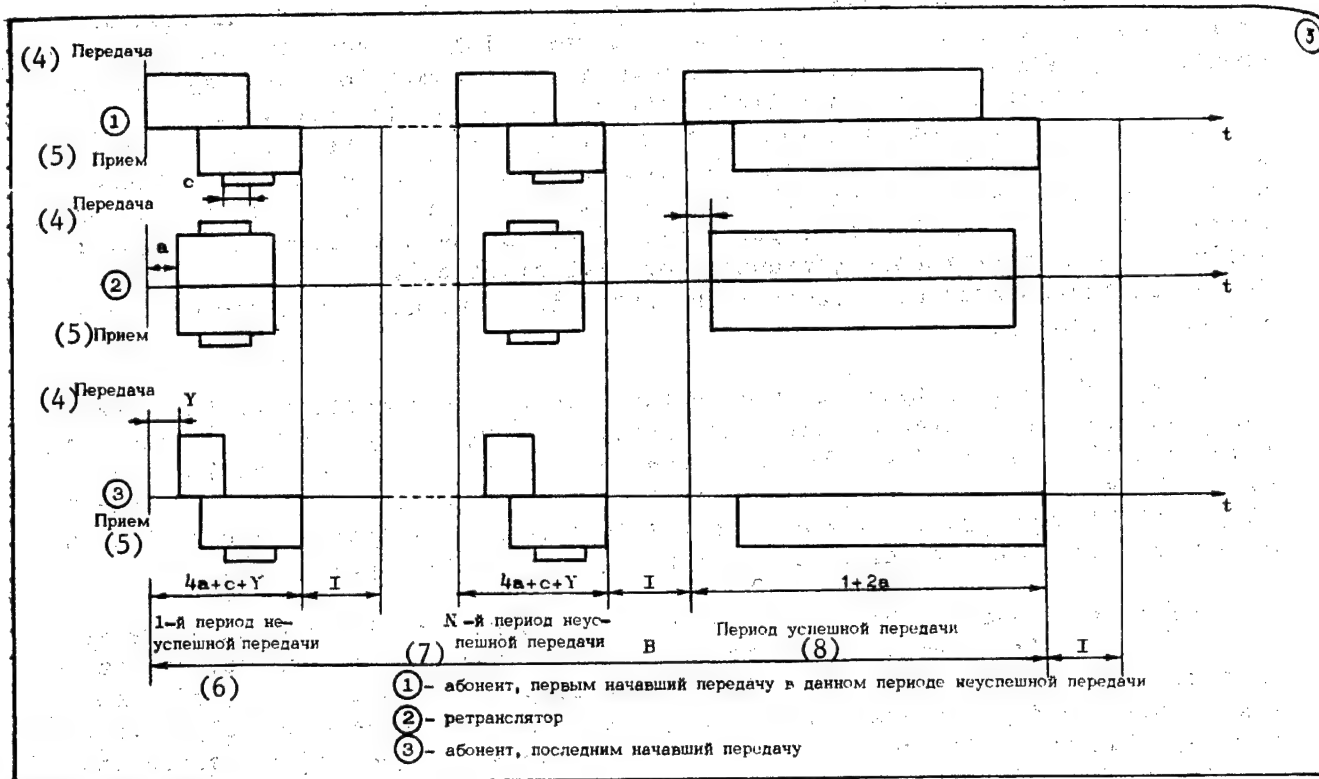 ③
(4) Передача
①
t
(5) Прием
c
(4) Передача
a
②
t
(5) Прием
(4) Передача
Y
③
t
Прием
(5)
4a+c+Y
I
4a+c+Y
I
1+2a
1-й период не-
успешной передачи
N -й период неус-
пешной передачи
Период успешной передачи
(6)
(7)
B
(8)
I
① - абонент, первым начавший передачу в данном периоде неуспешной передачи
② - ретранслятор
③ - абонент, последним начавший передачу